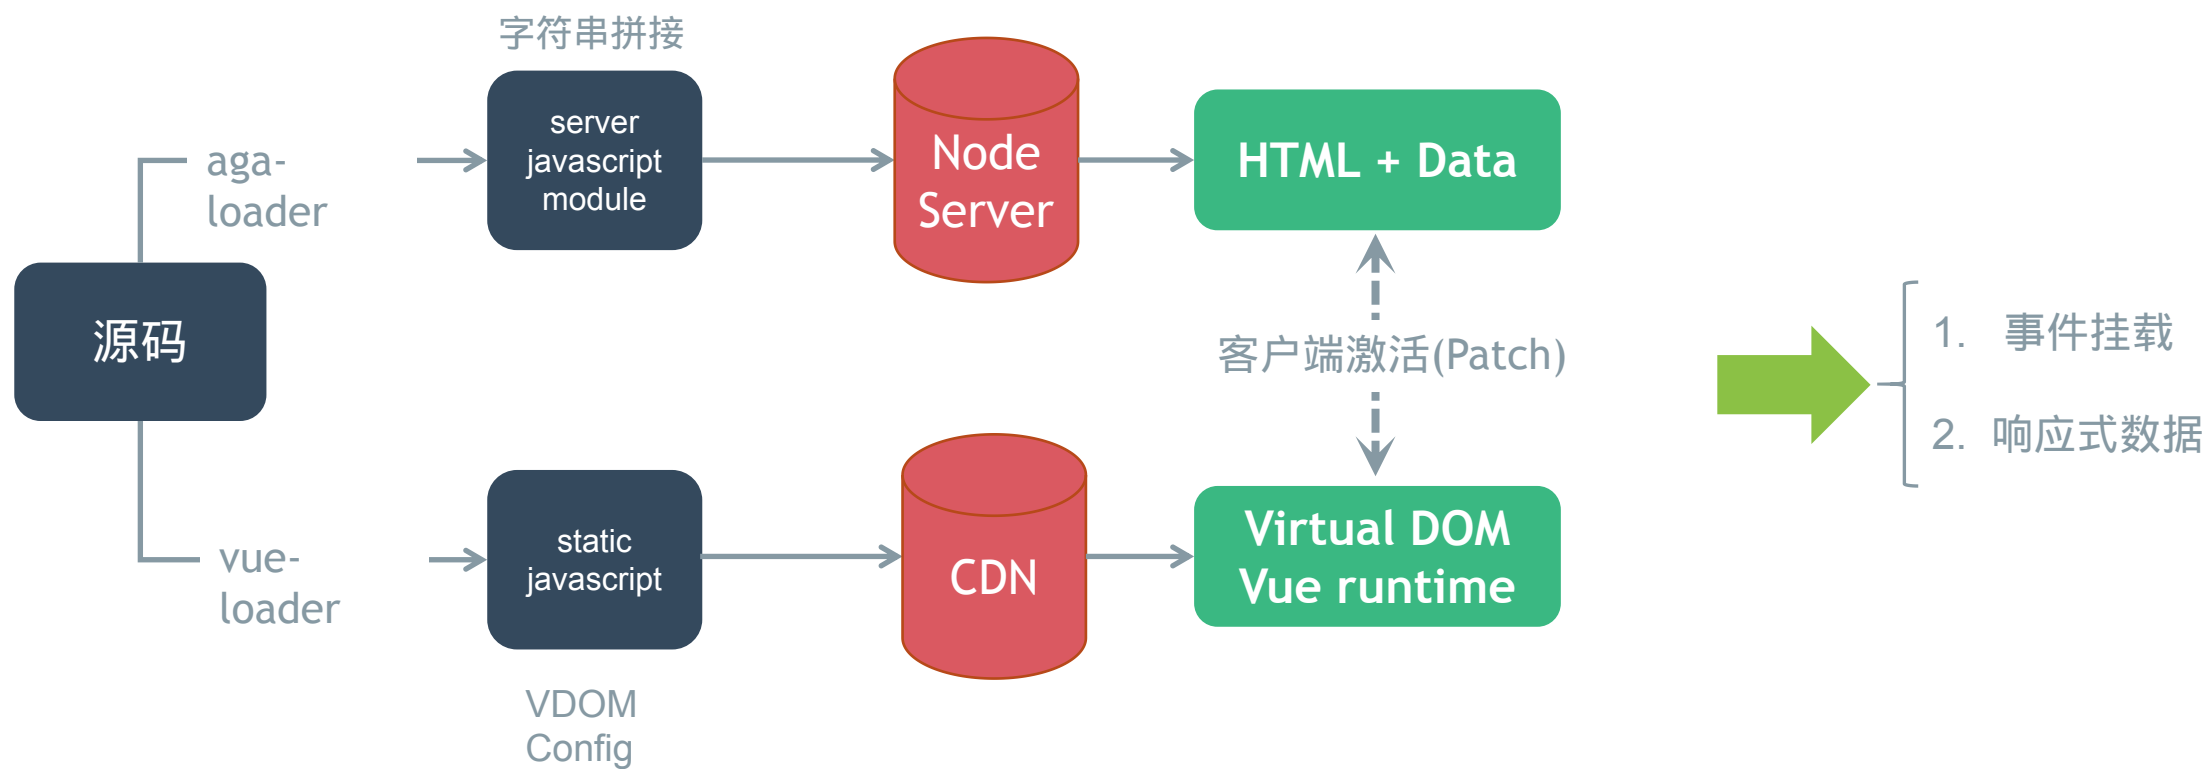 字符串拼接
server
javascript
module
aga-
loader
Node
Server
HTML + Data
源码
客户端激活(Patch)
1. 事件挂载
2. 响应式数据
vue-
loader
static
javascript
CDN
Virtual DOM
Vue runtime
VDOM
Config